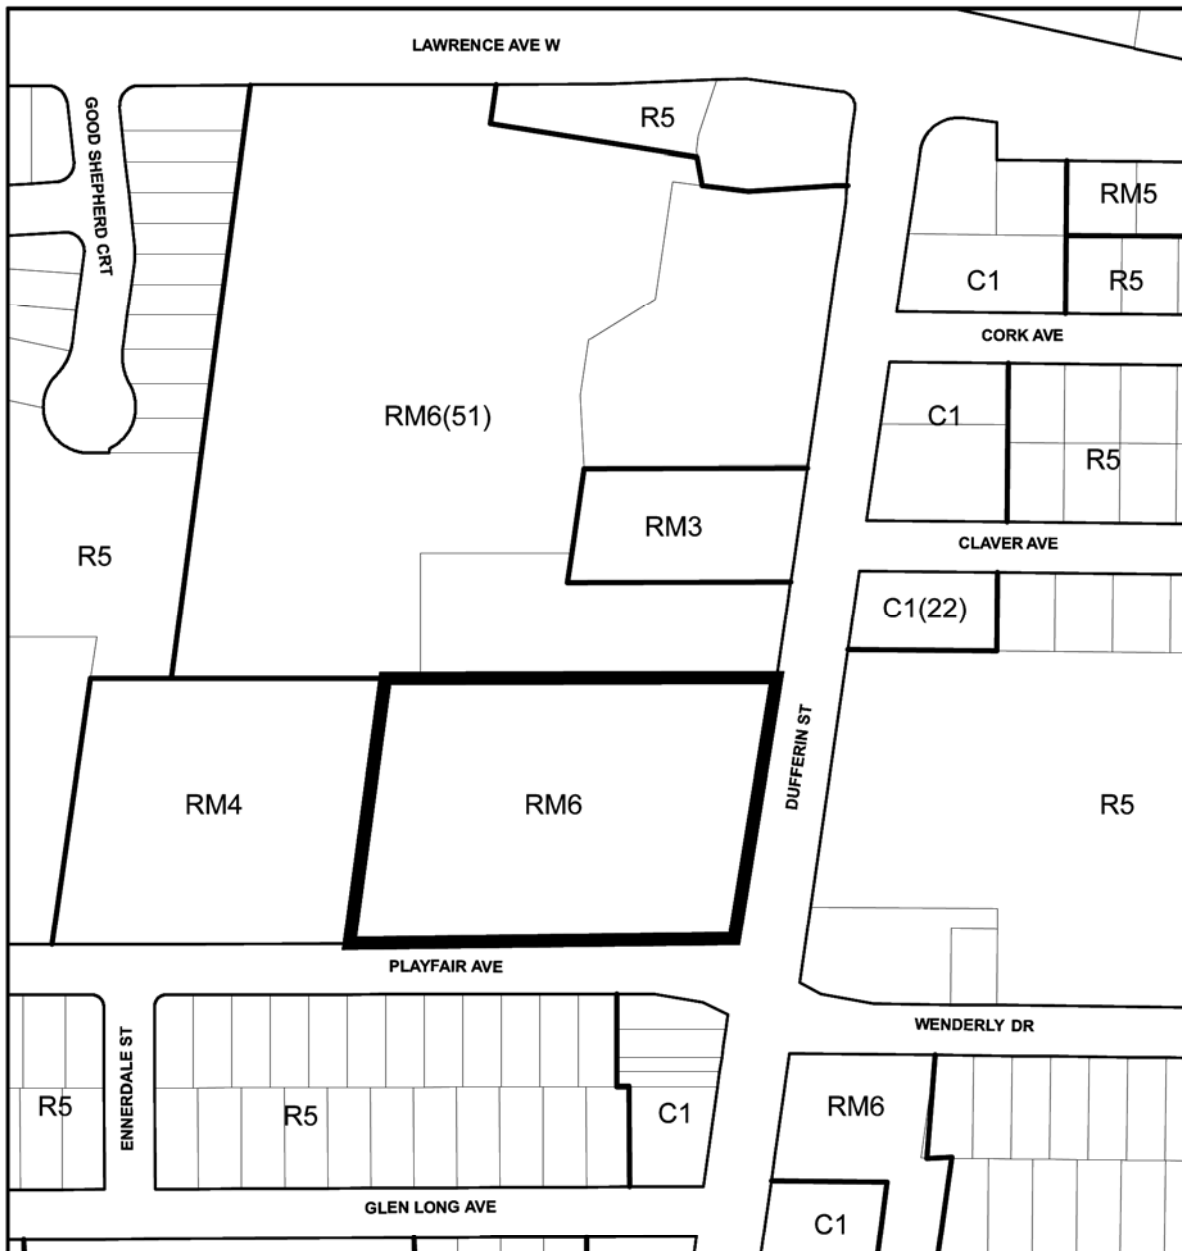 LAWRENCE AVE W
GOOD SHEPHERD CRT
R5
RM5
C1
R5
CORK AVE
RM6(51)
C1
R5
RM3
CLAVER AVE
R5
C1(22)
DUFFERIN ST
RM4
RM6
R5
PLAYFAIR AVE
WENDERLY DR
ENNERDALE ST
R5
R5
C1
RM6
GLEN LONG AVE
C1